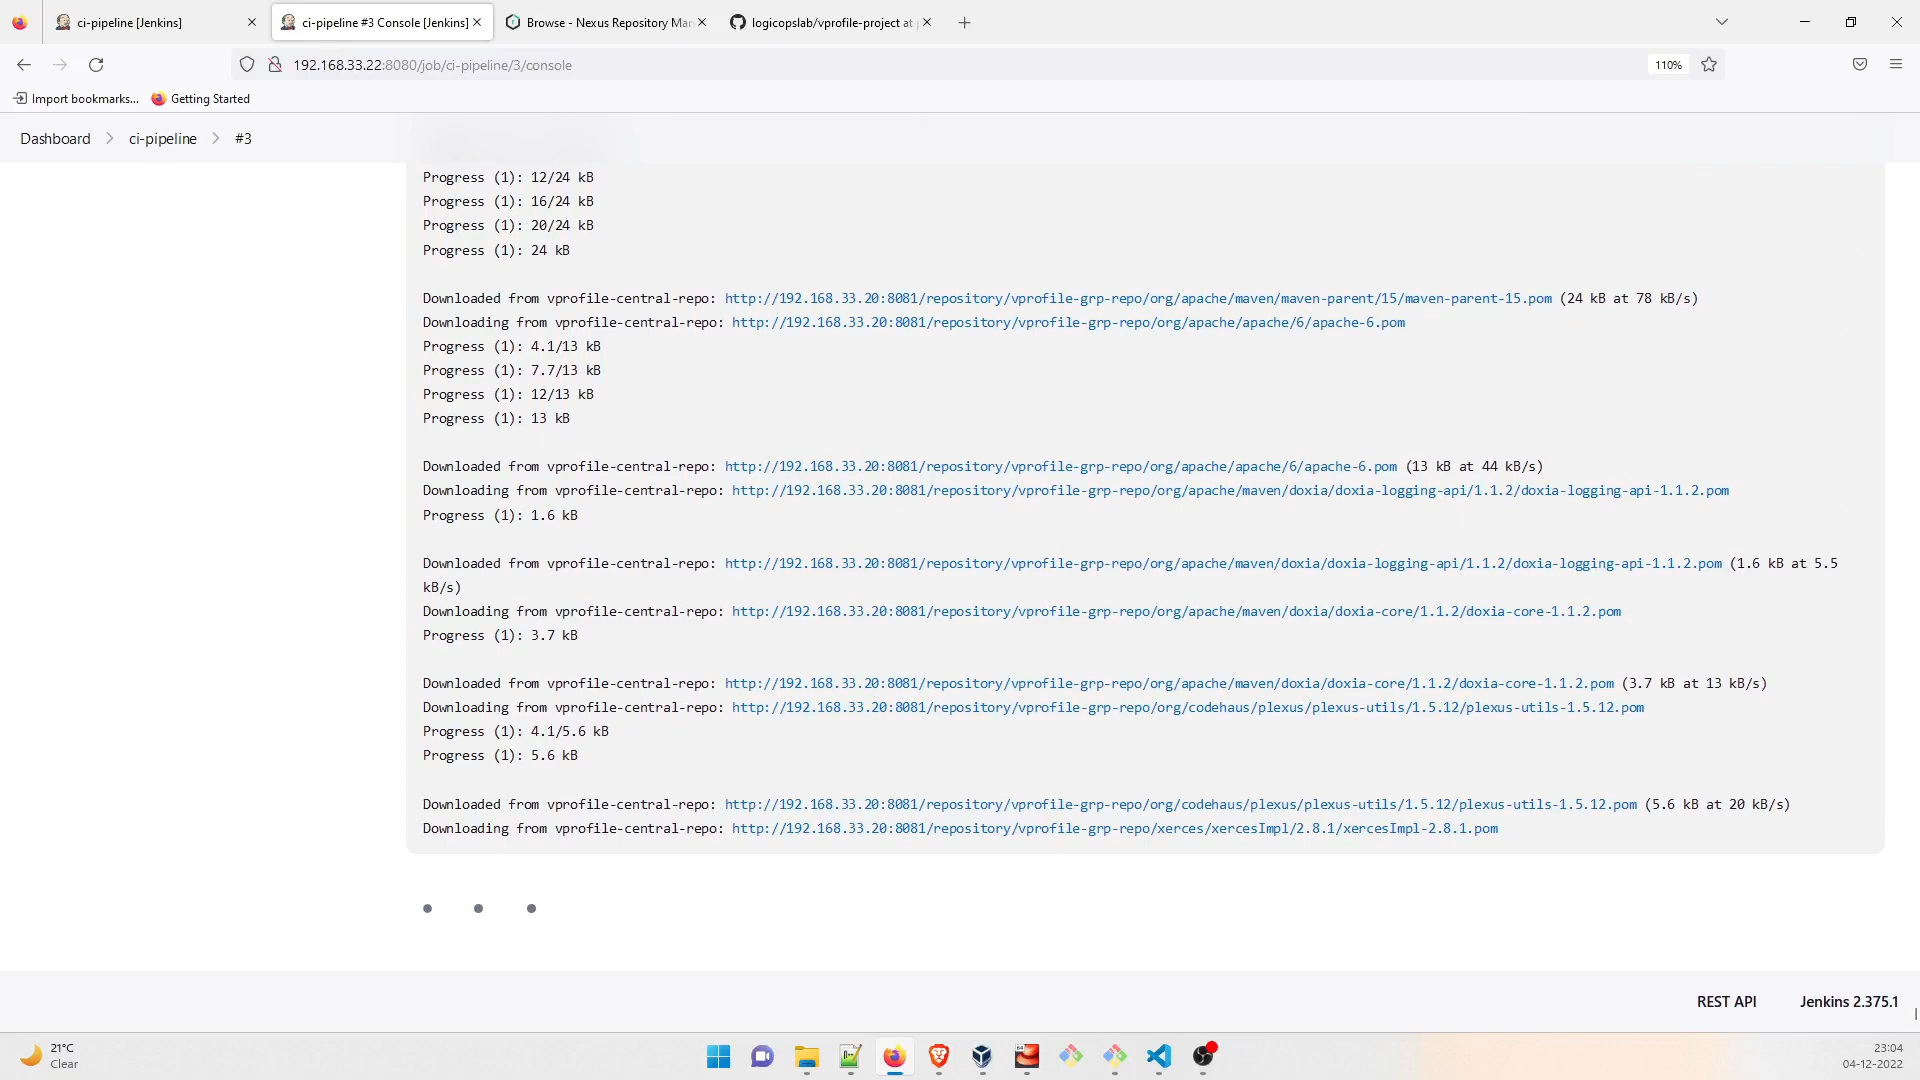 ci-pipeline [Jenkins]
ci-pipeline #3 Console [Jenkins]
Browse - Nexus Repository Man
logicopslab/vprofile-project at
192.168.33.22:8080/job/ci-pipeline/3/console
110%
Import bookmarks...
Getting Started
Dashboard
ci-pipeline
#3
Progress (1): 12/24 kB
Progress (1): 16/24 kB
Progress (1): 20/24 kB
Progress (1): 24 kB
Downloaded from vprofile-central-repo: http://192.168.33.20:8081/repository/vprofile-grp-repo/org/apache/maven/maven-parent/15/maven-parent-15.pom (24 kB at 78 kB/s)
Downloading from vprofile-central-repo: http://192.168.33.20:8081/repository/vprofile-grp-repo/org/apache/apache/6/apache-6.pom
Progress (1): 4.1/13 kB
Progress (1): 7.7/13 kB
Progress (1): 12/13 kB
Progress (1): 13 kB
Downloaded from vprofile-central-repo: http://192.168.33.20:8081/repository/vprofile-grp-repo/org/apache/apache/6/apache-6.pom (13 kB at 44 kB/s)
Downloading from vprofile-central-repo: http://192.168.33.20:8081/repository/vprofile-grp-repo/org/apache/maven/doxia/doxia-logging-api/1.1.2/doxia-logging-api-1.1.2.pom
Progress (1): 1.6 kB
Downloaded from vprofile-central-repo: http://192.168.33.20:8081/repository/vprofile-grp-repo/org/apache/maven/doxia/doxia-logging-api/1.1.2/doxia-logging-api-1.1.2.pom (1.6 kB at 5.5
kB/s)
Downloading from vprofile-central-repo: http://192.168.33.20:8081/repository/vprofile-grp-repo/org/apache/maven/doxia/doxia-core/1.1.2/doxia-core-1.1.2.pom
Progress (1): 3.7 kB
Downloaded from vprofile-central-repo: http://192.168.33.20:8081/repository/vprofile-grp-repo/org/apache/maven/doxia/doxia-core/1.1.2/doxia-core-1.1.2.pom (3.7 kB at 13 kB/s)
Downloading from vprofile-central-repo: http://192.168.33.20:8081/repository/vprofile-grp-repo/org/codehaus/plexus/plexus-utils/1.5.12/plexus-utils-1.5.12.pom
Progress (1): 4.1/5.6 kB
Progress (1): 5.6 kB
Downloaded from vprofile-central-repo: http://192.168.33.20:8081/repository/vprofile-grp-repo/org/codehaus/plexus/plexus-utils/1.5.12/plexus-utils-1.5.12.pom (5.6 kB at 20 kB/s)
Downloading from vprofile-central-repo: http://192.168.33.20:8081/repository/vprofile-grp-repo/xerces/xercesImpl/2.8.1/xercesImpl-2.8.1.pom
REST API
Jenkins 2.375.1
21°C
Clear
23:04
04-12-2022